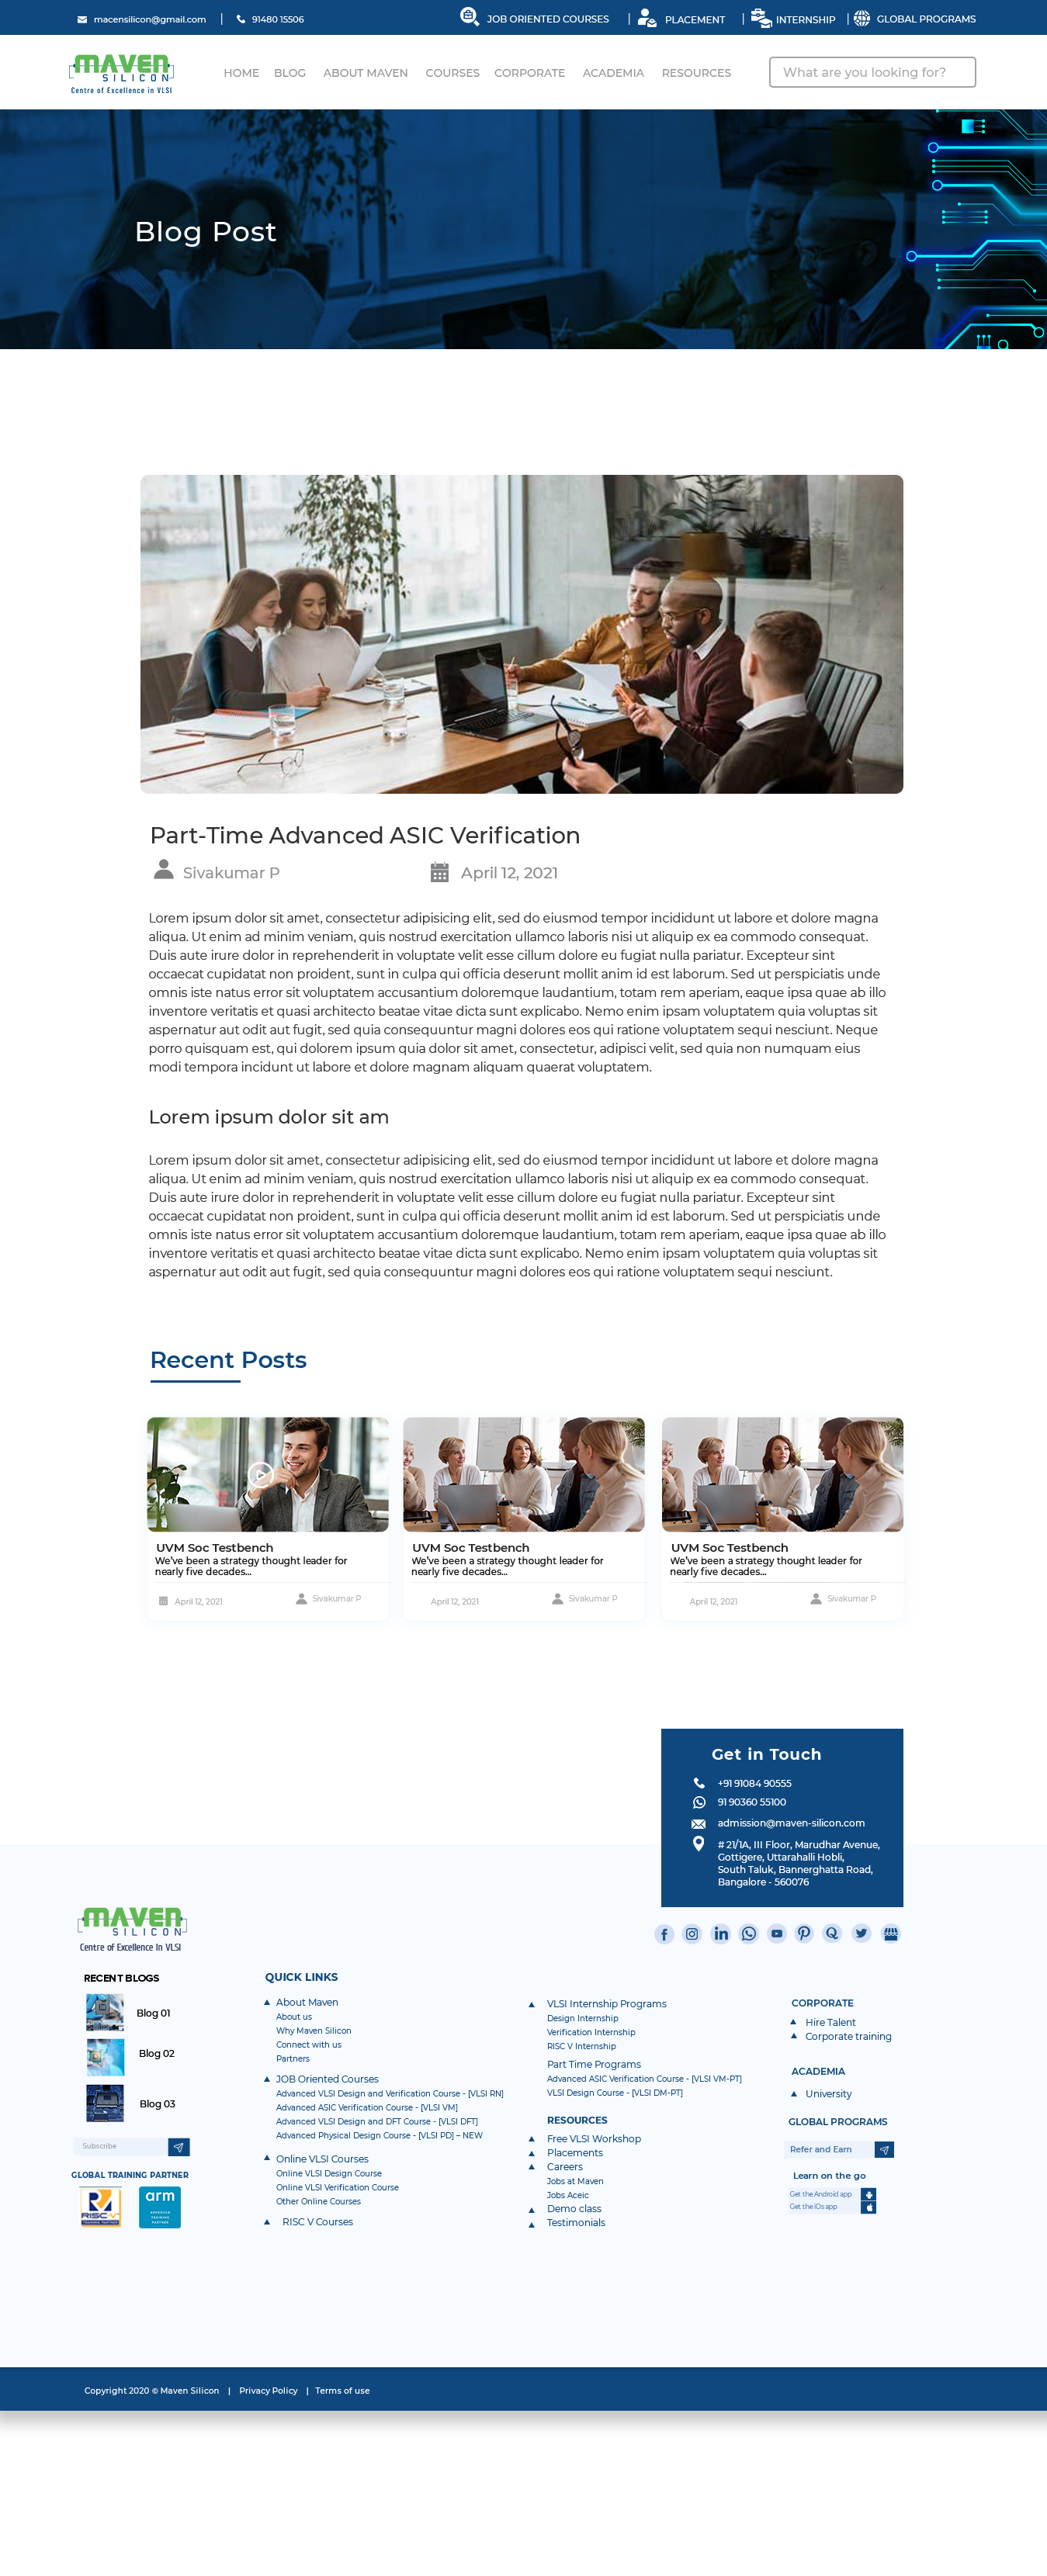 macensilicon@gmail.com | 91480 15506
JOB ORIENTED COURSES | PLACEMENT | INTERNSHIP | GLOBAL PROGRAMS
MAVEN
SILICON
Centre of Excellence in VLSI
HOME BLOG ABOUT MAVEN COURSES CORPORATE ACADEMIA RESOURCES
What are you looking for?
Blog Post
Part-Time Advanced ASIC Verification
Sivakumar P
April 12, 2021
Lorem ipsum dolor sit amet, consectetur adipisicing elit, sed do eiusmod tempor incididunt ut labore et dolore magna
aliqua. Ut enim ad minim veniam, quis nostrud exercitation ullamco laboris nisi ut aliquip ex ea commodo consequat.
Duis aute irure dolor in reprehenderit in voluptate velit esse cillum dolore eu fugiat nulla pariatur. Excepteur sint
occaecat cupidatat non proident, sunt in culpa qui officia deserunt mollit anim id est laborum. Sed ut perspiciatis unde
omnis iste natus error sit voluptatem accusantium doloremque laudantium, totam rem aperiam, eaque ipsa quae ab illo
inventore veritatis et quasi architecto beatae vitae dicta sunt explicabo. Nemo enim ipsam voluptatem quia voluptas sit
aspernatur aut odit aut fugit, sed quia consequuntur magni dolores eos qui ratione voluptatem sequi nesciunt. Neque
porro quisquam est, qui dolorem ipsum quia dolor sit amet, consectetur, adipisci velit, sed quia non numquam eius
modi tempora incidunt ut labore et dolore magnam aliquam quaerat voluptatem.
Lorem ipsum dolor sit am
Lorem ipsum dolor sit amet, consectetur adipisicing elit, sed do eiusmod tempor incididunt ut labore et dolore magna
aliqua. Ut enim ad minim veniam, quis nostrud exercitation ullamco laboris nisi ut aliquip ex ea commodo consequat.
Duis aute irure dolor in reprehenderit in voluptate velit esse cillum dolore eu fugiat nulla pariatur. Excepteur sint
occaecat cupidatat non proident, sunt in culpa qui officia deserunt mollit anim id est laborum. Sed ut perspiciatis unde
omnis iste natus error sit voluptatem accusantium doloremque laudantium, totam rem aperiam, eaque ipsa quae ab illo
inventore veritatis et quasi architecto beatae vitae dicta sunt explicabo. Nemo enim ipsam voluptatem quia voluptas sit
aspernatur aut odit aut fugit, sed quia consequuntur magni dolores eos qui ratione voluptatem sequi nesciunt.
Recent Posts
UVM Soc Testbench
We've been a strategy thought leader for
nearly five decades...
April 12, 2021
Sivakumar P
UVM Soc Testbench
We've been a strategy thought leader for
nearly five decades...
April 12, 2021
Sivakumar P
UVM Soc Testbench
We've been a strategy thought leader for
nearly five decades...
April 12, 2021
Sivakumar P
Get in Touch
+91 91084 90555
91 90360 55100
admission@maven-silicon.com
# 21/1A, III Floor, Marudhar Avenue,
Gottigere, Uttarahalli Hobli,
South Taluk, Bannerghatta Road,
Bangalore - 560076
MAVEN
SILICON
Centre of Excellence In VLSI
RECENT BLOGS
Blog 01
Blog 02
Blog 03
Subscribe
GLOBAL TRAINING PARTNER
RISC-V
TRAINING PARTNER
arm
APPROVED
TRAINING
PARTNER
QUICK LINKS
About Maven
About us
Why Maven Silicon
Connect with us
Partners
JOB Oriented Courses
Advanced VLSI Design and Verification Course - [VLSI RN]
Advanced ASIC Verification Course - [VLSI VM]
Advanced VLSI Design and DFT Course - [VLSI DFT]
Advanced Physical Design Course - [VLSI PD] – NEW
Online VLSI Courses
Online VLSI Design Course
Online VLSI Verification Course
Other Online Courses
RISC V Courses
VLSI Internship Programs
Design Internship
Verification Internship
RISC V Internship
Part Time Programs
Advanced ASIC Verification Course - [VLSI VM-PT]
VLSI Design Course - [VLSI DM-PT]
RESOURCES
Free VLSI Workshop
Placements
Careers
Jobs at Maven
Jobs Aceic
Demo class
Testimonials
CORPORATE
Hire Talent
Corporate training
ACADEMIA
University
GLOBAL PROGRAMS
Refer and Earn
Learn on the go
Get the Android app
Get the iOs app
Copyright 2020 © Maven Silicon | Privacy Policy | Terms of use